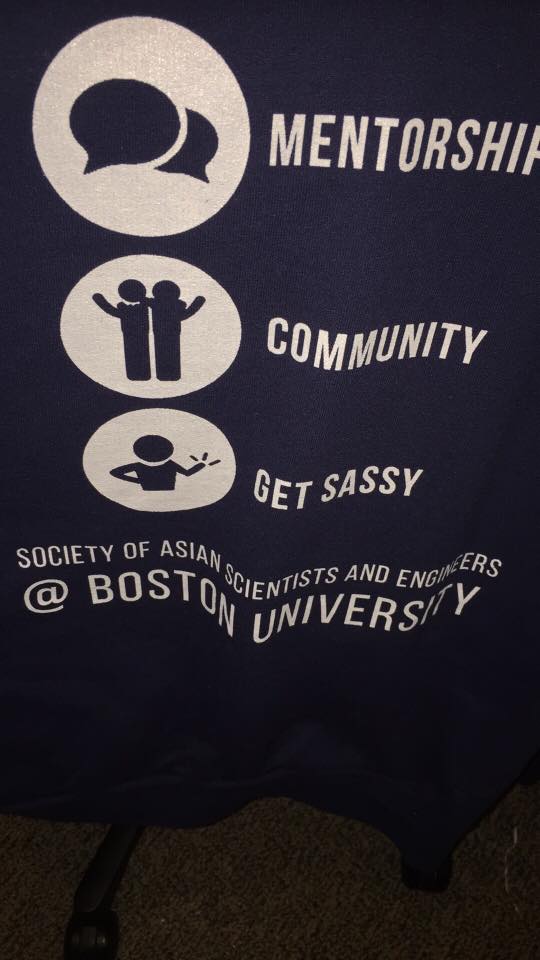 MENTORSHIP
COMMUNITY
GET SASSY
SOCIETY OF ASIAN SCIENTISTS AND ENGINEERS
@ BOSTON UNIVERSITY